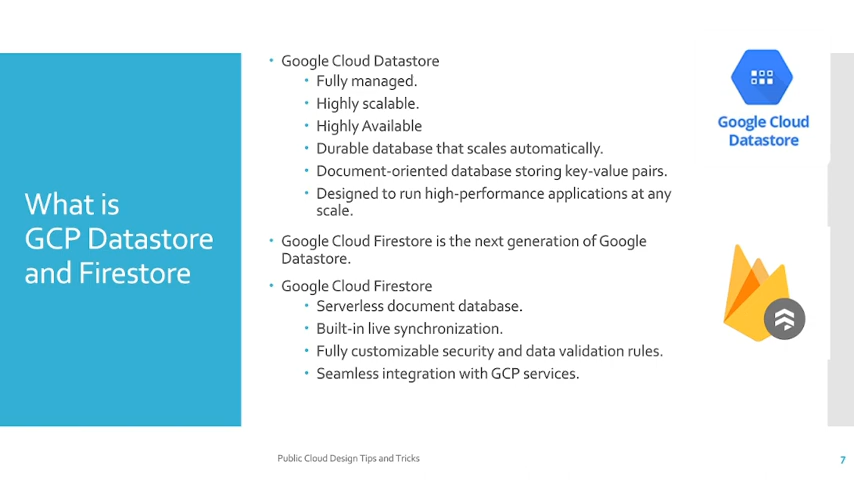 What is
GCP Datastore
and Firestore
• Google Cloud Datastore
• Fully managed.
• Highly scalable.
• Highly Available
• Durable database that scales automatically.
• Document-oriented database storing key-value pairs.
• Designed to run high-performance applications at any
scale.
• Google Cloud Firestore is the next generation of Google
Datastore.
• Google Cloud Firestore
• Serverless document database.
• Built-in live synchronization.
• Fully customizable security and data validation rules.
• Seamless integration with GCP services.
Google Cloud
Datastore
Public Cloud Design Tips and Tricks
7